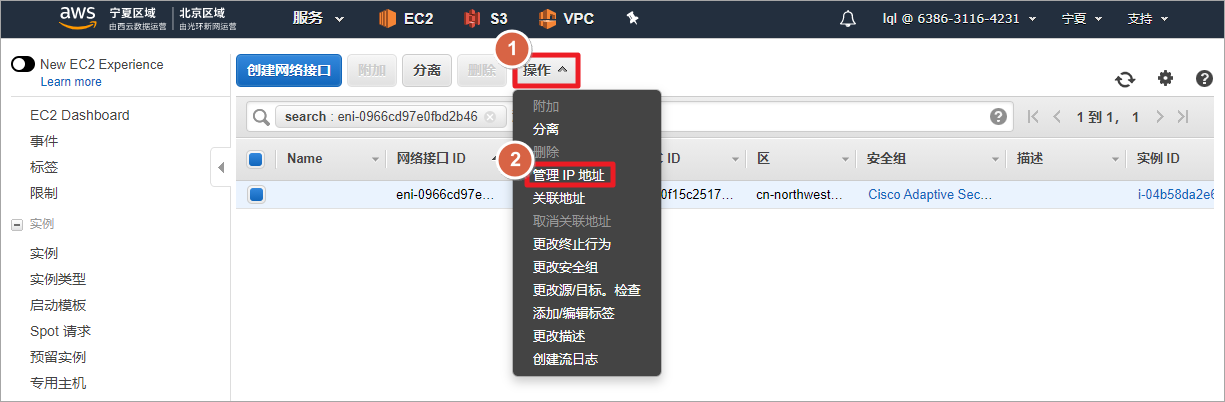 aws 宁夏区域 由西云数据运营 北京区域 由光环新网运营 服务 EC2 S3 VPC lql @ 6386-3116-4231 宁夏 支持
New EC2 Experience
Learn more
EC2 Dashboard
事件
标签
限制
实例
实例
实例类型
启动模板
Spot 请求
预留实例
专用主机
1
创建网络接口 附加 分离 删除 操作
search : eni-0966cd97e0fbd2b46 1 到 1， 1
Name 网络接口 ID C ID 区 安全组 描述 实例 ID
eni-0966cd97e... 0f15c2517... cn-northwest... Cisco Adaptive Sec... i-04b58da2e6
附加
分离
删除
2
管理 IP 地址
关联地址
取消关联地址
更改终止行为
更改安全组
更改源/目标。检查
添加/编辑标签
更改描述
创建流日志